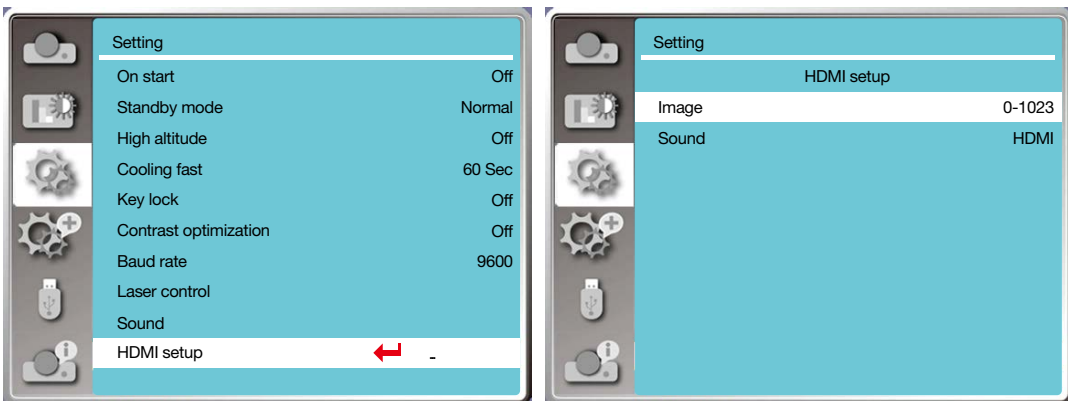 Setting
On start Off
Standby mode Normal
High altitude Off
Cooling fast 60 Sec
Key lock Off
Contrast optimization Off
Baud rate 9600
Laser control
Sound
HDMI setup -
Setting
HDMI setup
Image 0-1023
Sound HDMI